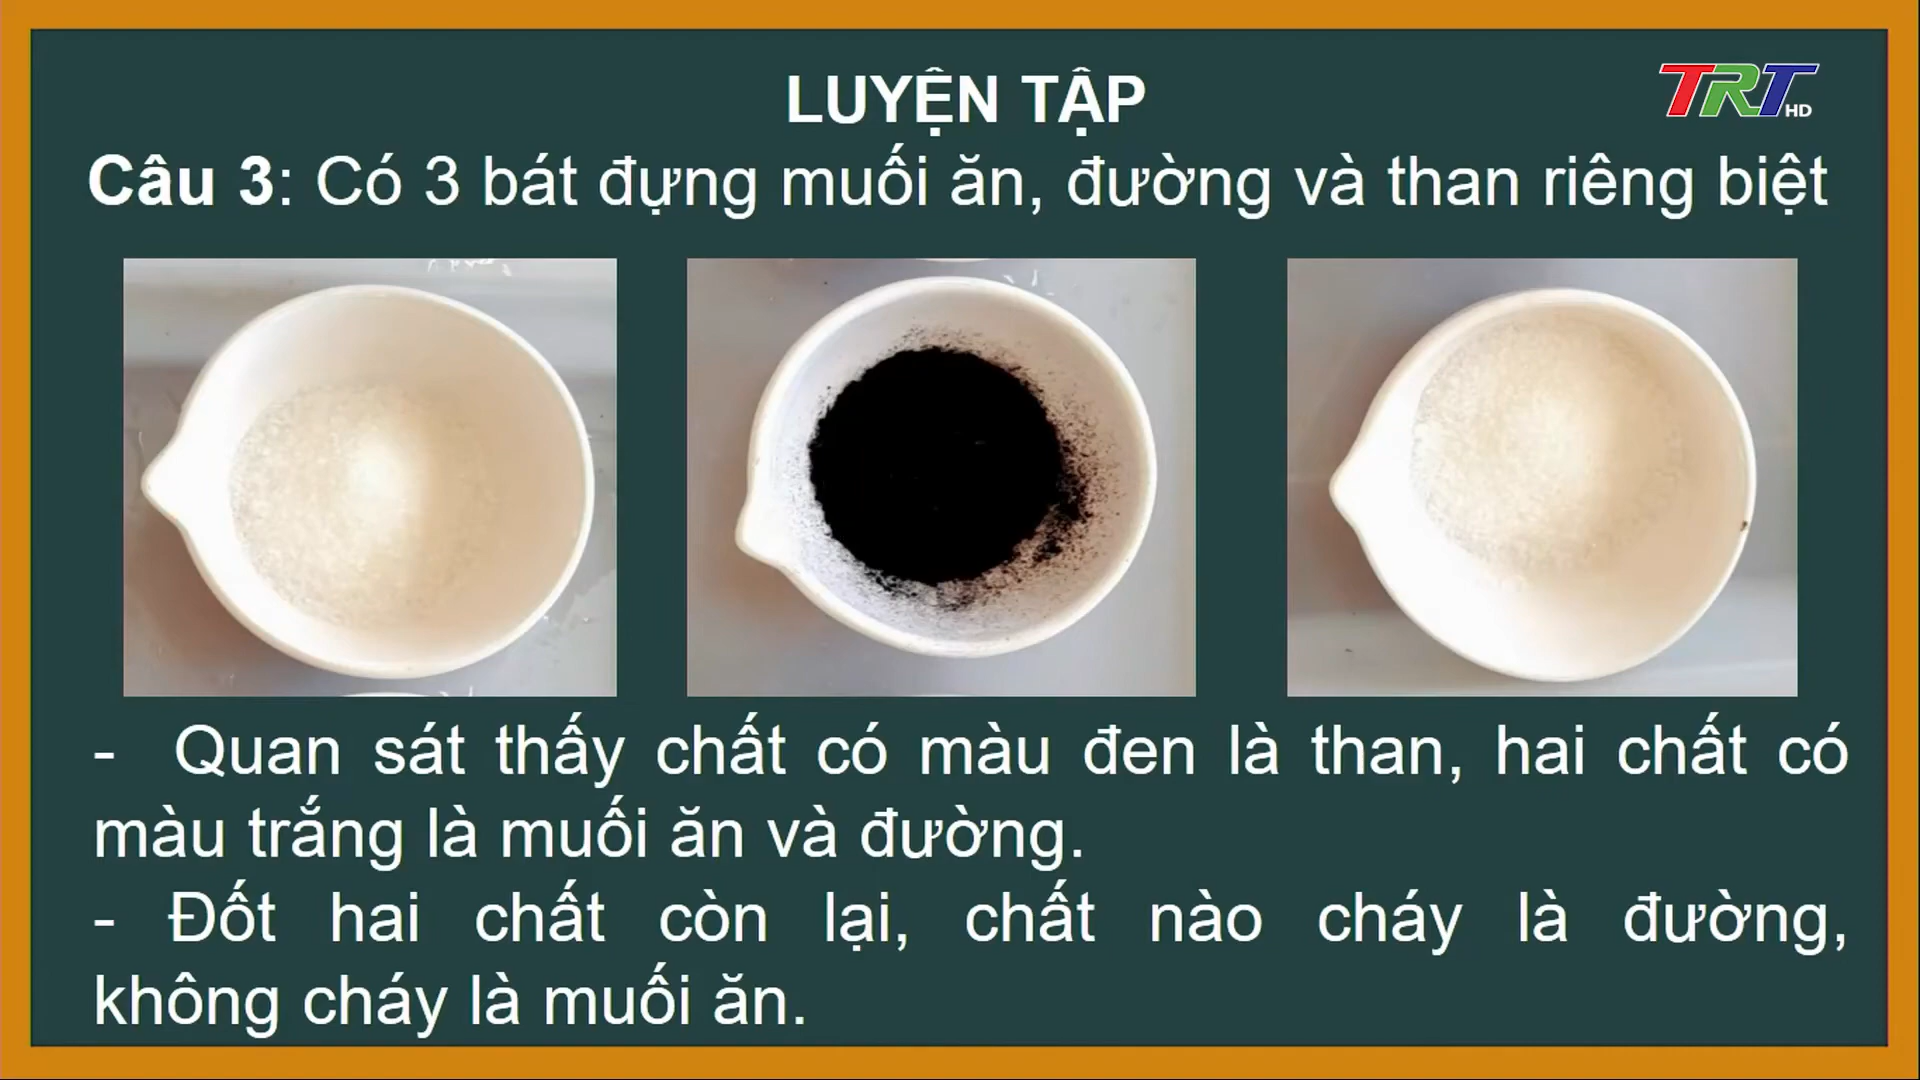 LUYỆN TẬP
TRT HD
Câu 3: Có 3 bát đựng muối ăn, đường và than riêng biệt
- Quan sát thấy chất có màu đen là than, hai chất có
màu trắng là muối ăn và đường.
- Đốt hai chất còn lại, chất nào cháy là đường,
không cháy là muối ăn.